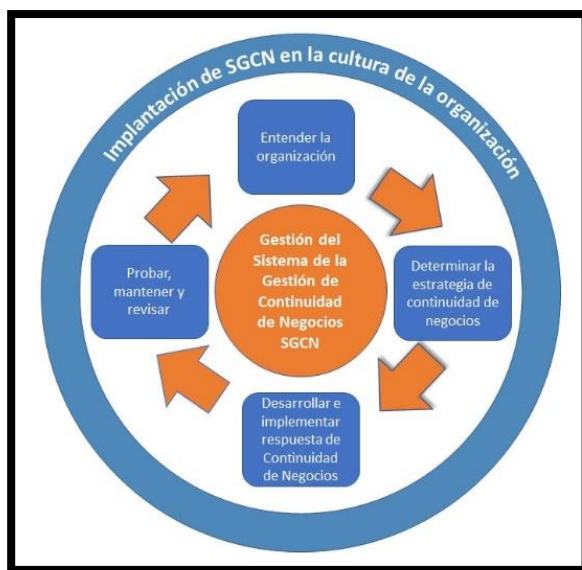 Implantación de SGCN en la cultura de la organización
Entender la
organización
Gestión del
Sistema de la
Gestión de
Continuidad
de Negocios
SGCN
Probar,
mantener y
revisar
Determinar la
estrategia de
continuidad de
negocios
Desarrollar e
implementar
respuesta de
Continuidad
de Negocios